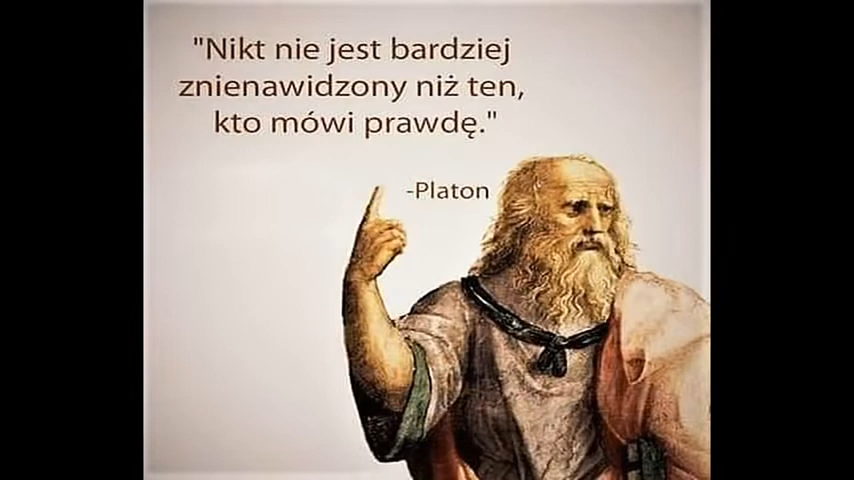 "Nikt nie jest bardziej
znienawidzony niż ten,
kto mówi prawdę."
-Platon